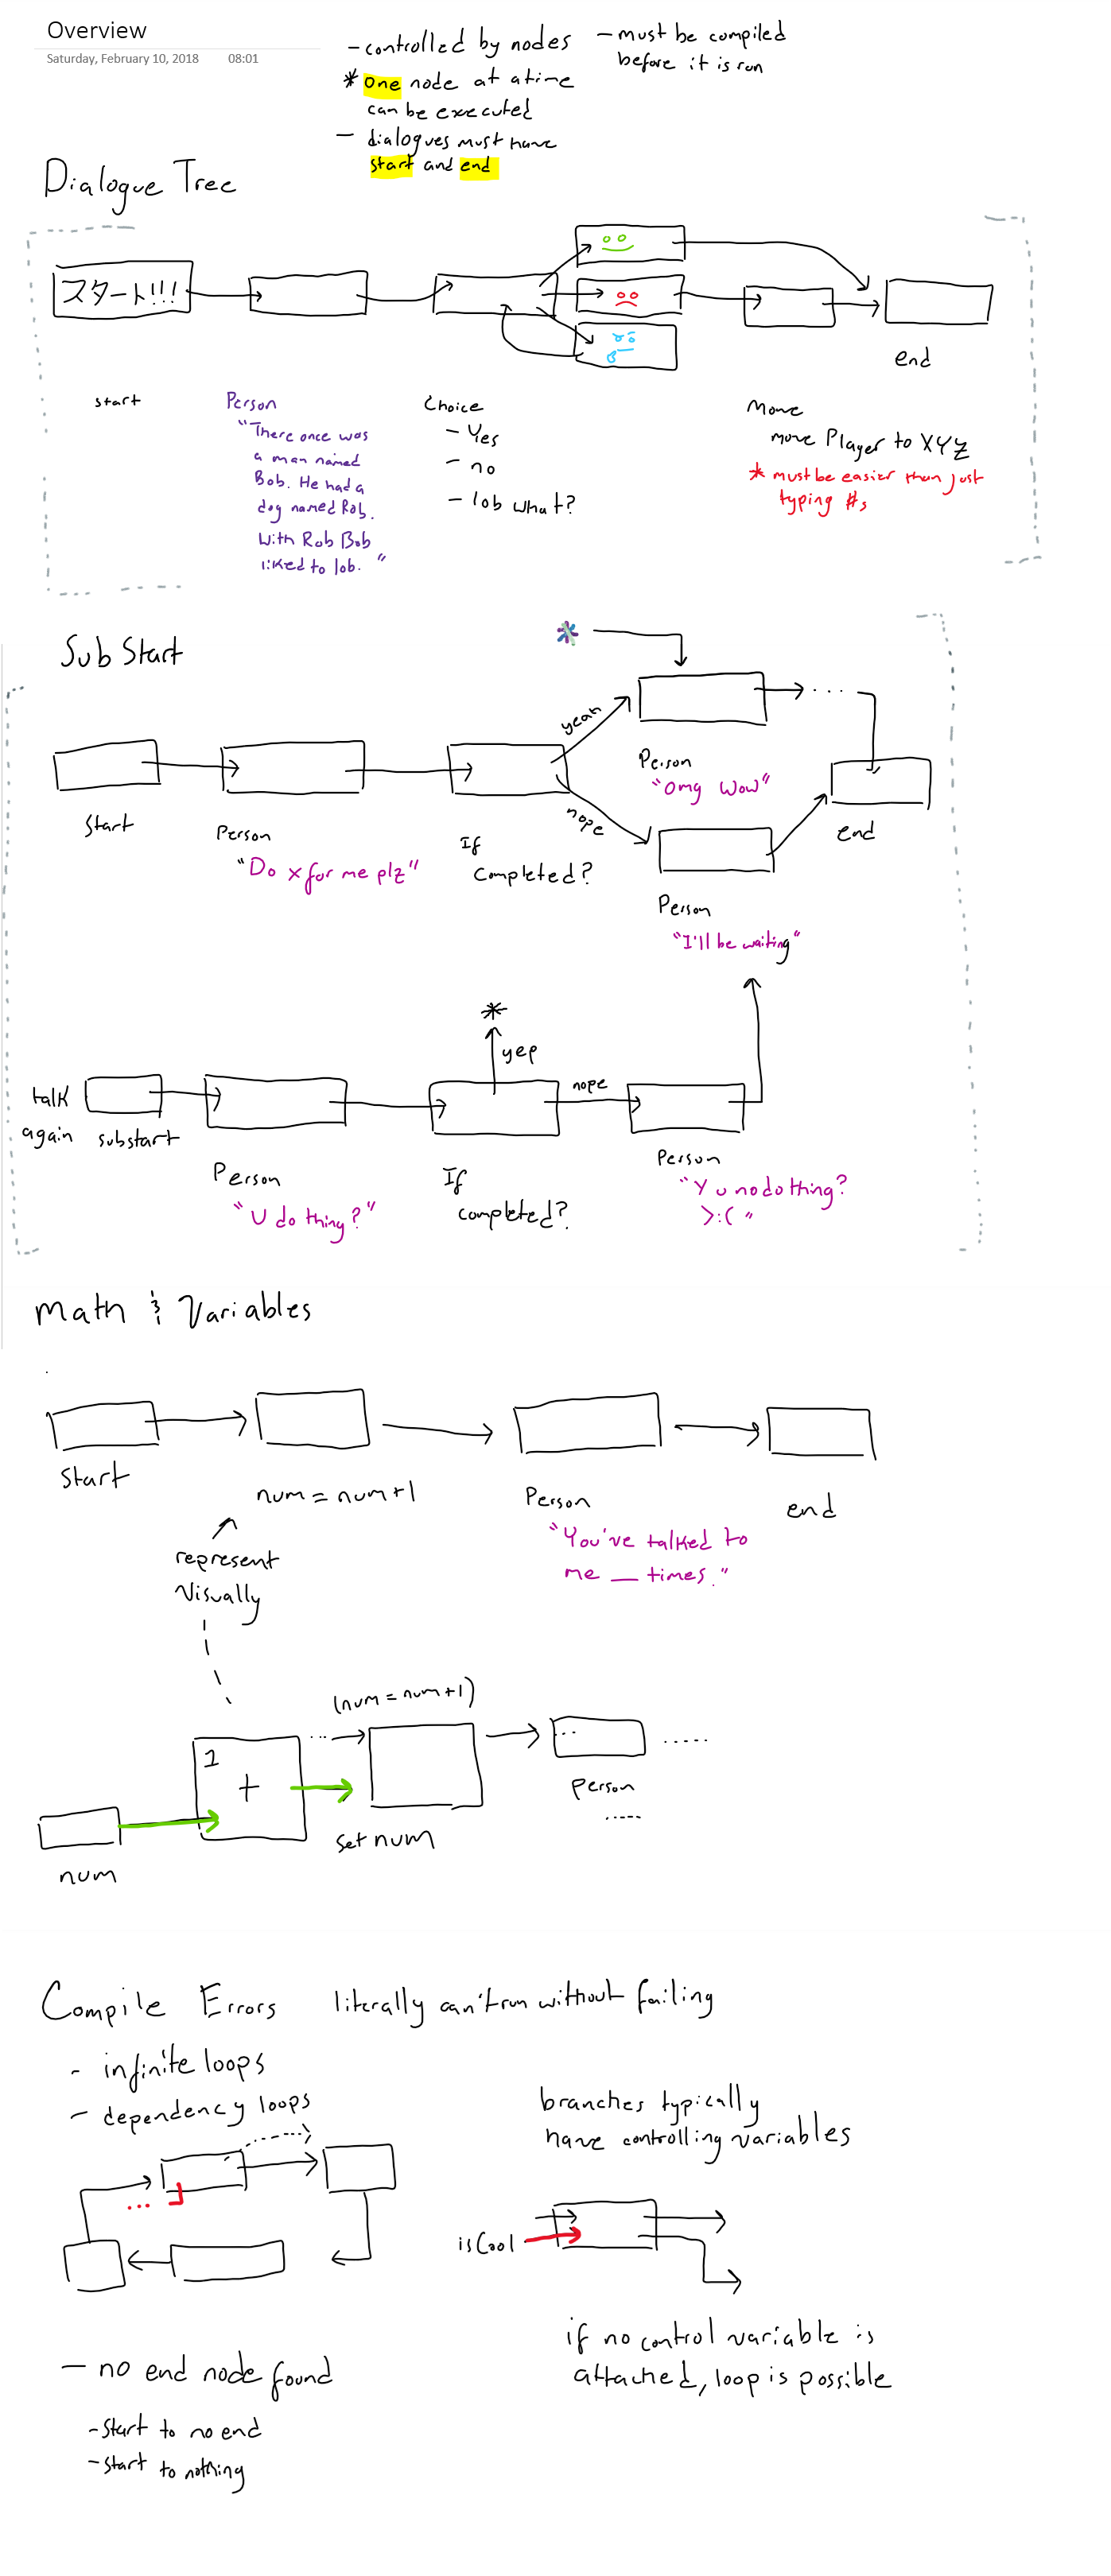 Overview
Saturday, February 10, 2018 08:01
- controlled by nodes
* one node at a time
can be executed
- dialogues must have
start and end
- must be compiled
before it is run
Dialogue Tree
スタート!!!
end
start
Person
"There once was
a man named
Bob. He had a
dog named Rob.
With Rob Bob
liked to lob."
Choice
- Yes
- no
- lob what?
Move
move Player to XYZ
* must be easier than just
typing #s
Sub Start
*
yeah
nope
Start
Person
"Do x for me plz"
If
Completed?
Person
"Omg Wow"
...
end
Person
"I'll be waiting"
*
yep
nope
talk
again
substart
Person
"U do thing?"
If
completed?
Person
"Y u no do thing?
>:( "
Math & Variables
Start
num = num+1
Person
"You've talked to
me __ times."
end
represent
Visually
(num = num+1)
1
+
...
...
.....
num
Set num
Person
.....
Compile Errors literally can't run without failing
- infinite loops
- dependency loops
...
branches typically
have controlling variables
isCool
if no control variable is
attached, loop is possible
- no end node found
- Start to no end
- Start to nothing